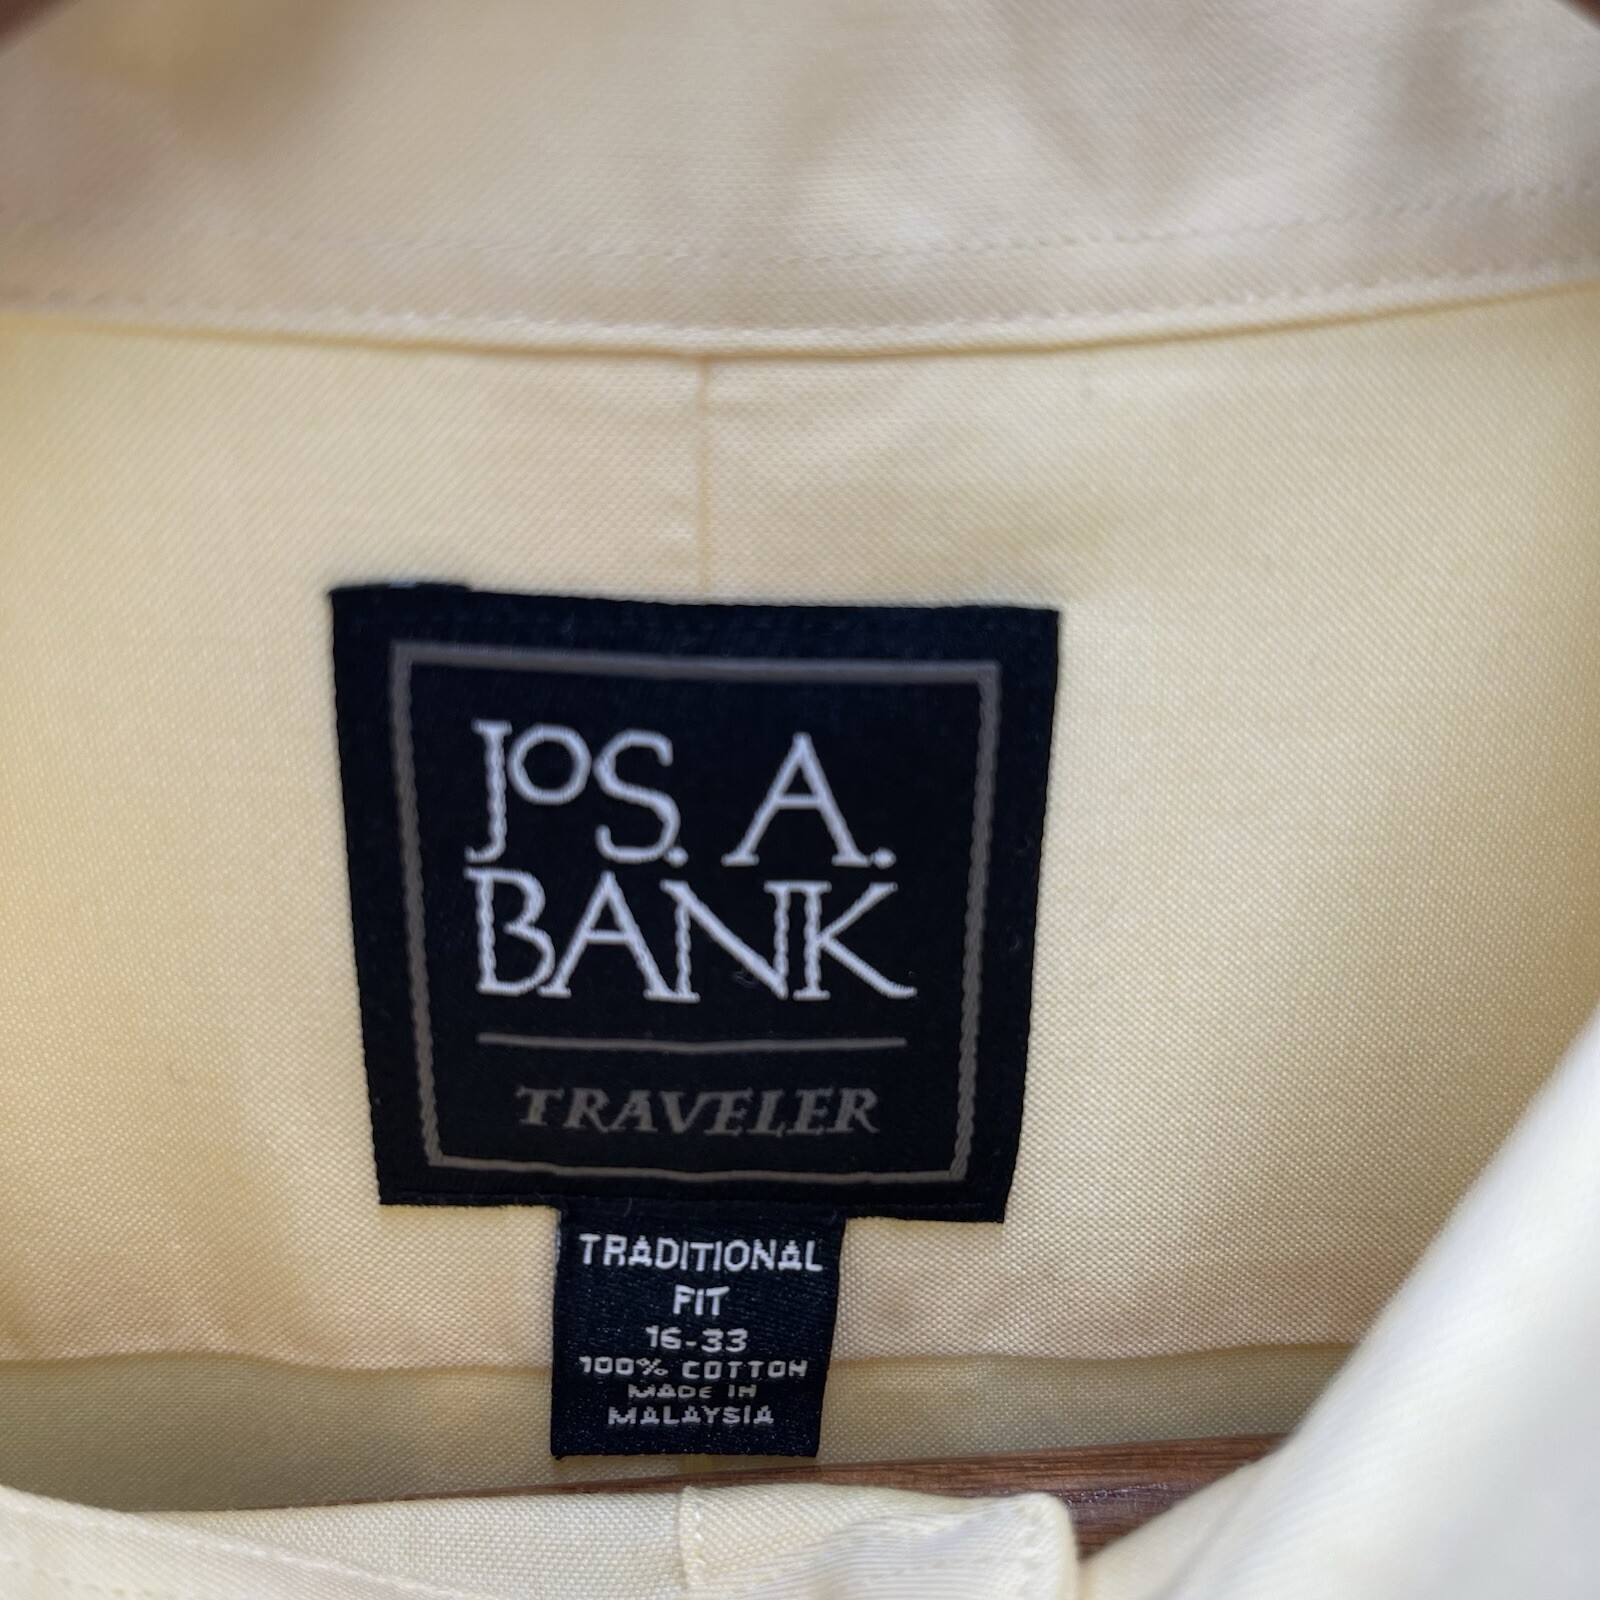 JOS. A.
BANK
TRAVELER
TRADITIONAL
FIT
16-33
100% COTTON
MADE IN
MALAYSIA